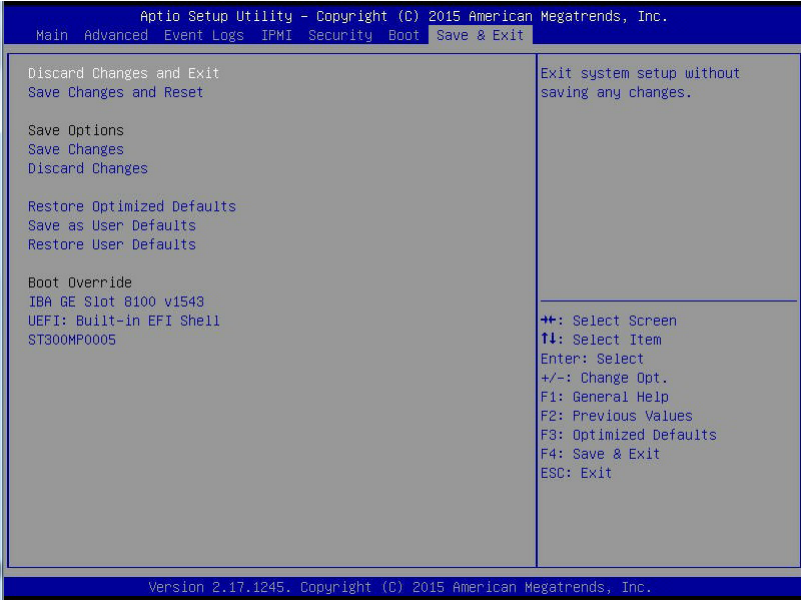 Aptio Setup Utility – Copyright (C) 2015 American Megatrends, Inc.
Main Advanced Event Logs IPMI Security Boot Save & Exit
Discard Changes and Exit
Save Changes and Reset
Save Options
Save Changes
Discard Changes
Restore Optimized Defaults
Save as User Defaults
Restore User Defaults
Boot Override
IBA GE Slot 8100 v1543
UEFI: Built-in EFI Shell
ST300MP0005
Exit system setup without
saving any changes.
→←: Select Screen
↑↓: Select Item
Enter: Select
+/-: Change Opt.
F1: General Help
F2: Previous Values
F3: Optimized Defaults
F4: Save & Exit
ESC: Exit
Version 2.17.1245. Copyright (C) 2015 American Megatrends, Inc.